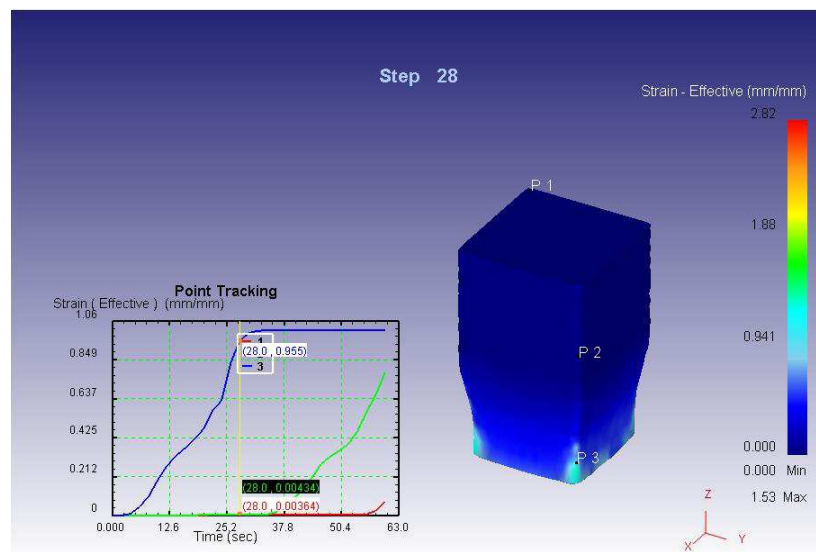 Step 28
Strain - Effective (mm/mm)
2.82
1.88
0.941
0.000
0.000 Min
1.53 Max
P 1
P 2
P 3
Point Tracking
Strain ( Effective ) (mm/mm)
1.06
0.849
0.637
0.425
0.212
0
1
(28.0 , 0.955)
3
(28.0 , 0.00434)
(28.0 , 0.00364)
0.000
12.6
25.2
37.8
50.4
63.0
Time (sec)
Z
X
Y